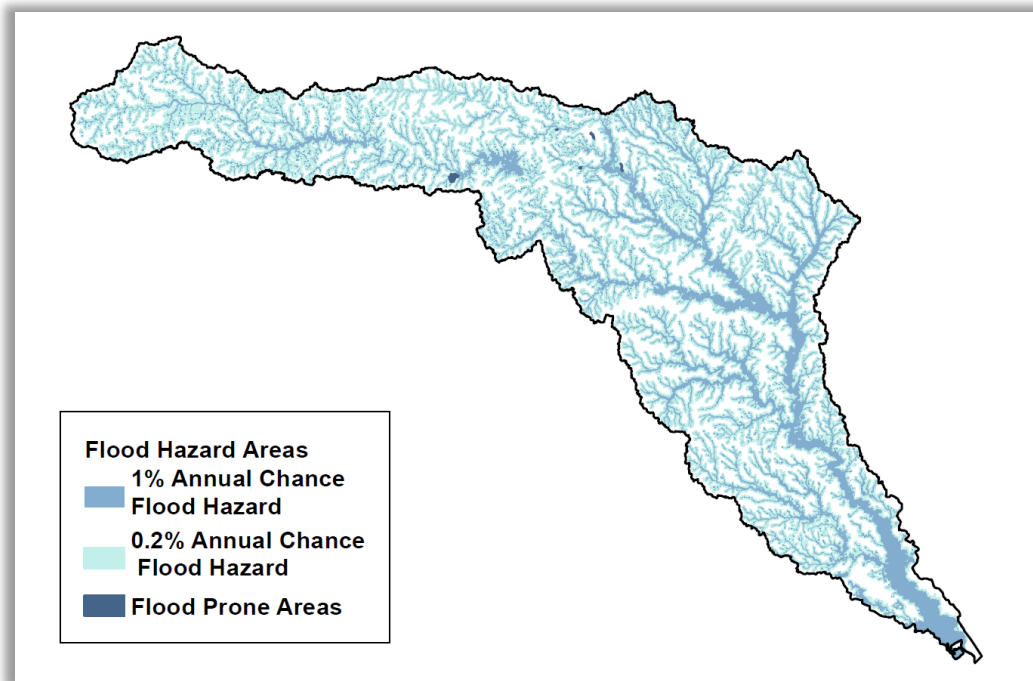 Flood Hazard Areas
1% Annual Chance
Flood Hazard
0.2% Annual Chance
Flood Hazard
Flood Prone Areas